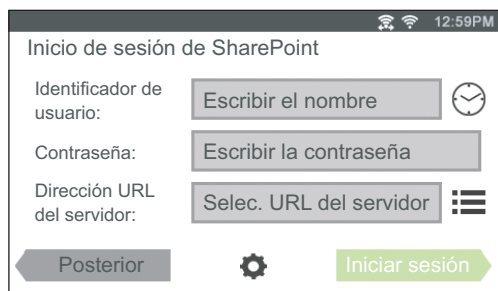 12:59PM
Inicio de sesión de SharePoint
Identificador de
usuario:
Escribir el nombre
Contraseña:
Escribir la contraseña
Dirección URL
del servidor:
Selec. URL del servidor
Posterior
Iniciar sesión